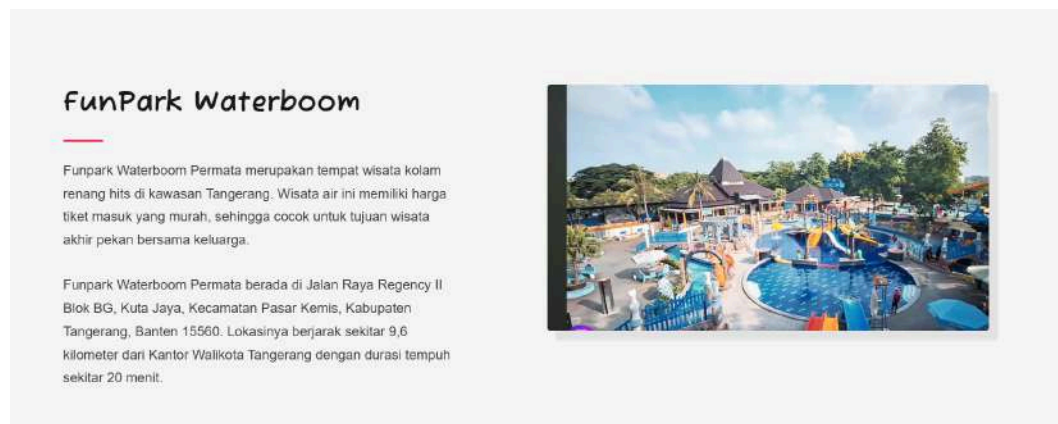 FunPark Waterboom
Funpark Waterboom Permata merupakan tempat wisata kolam
renang hits di kawasan Tangerang. Wisata air ini memiliki harga
tiket masuk yang murah, sehingga cocok untuk tujuan wisata
akhir pekan bersama keluarga.
Funpark Waterboom Permata berada di Jalan Raya Regency II
Blok BG, Kuta Jaya, Kecamatan Pasar Kemis, Kabupaten
Tangerang, Banten 15560. Lokasinya berjarak sekitar 9,6
kilometer dari Kantor Walikota Tangerang dengan durasi tempuh
sekitar 20 menit.